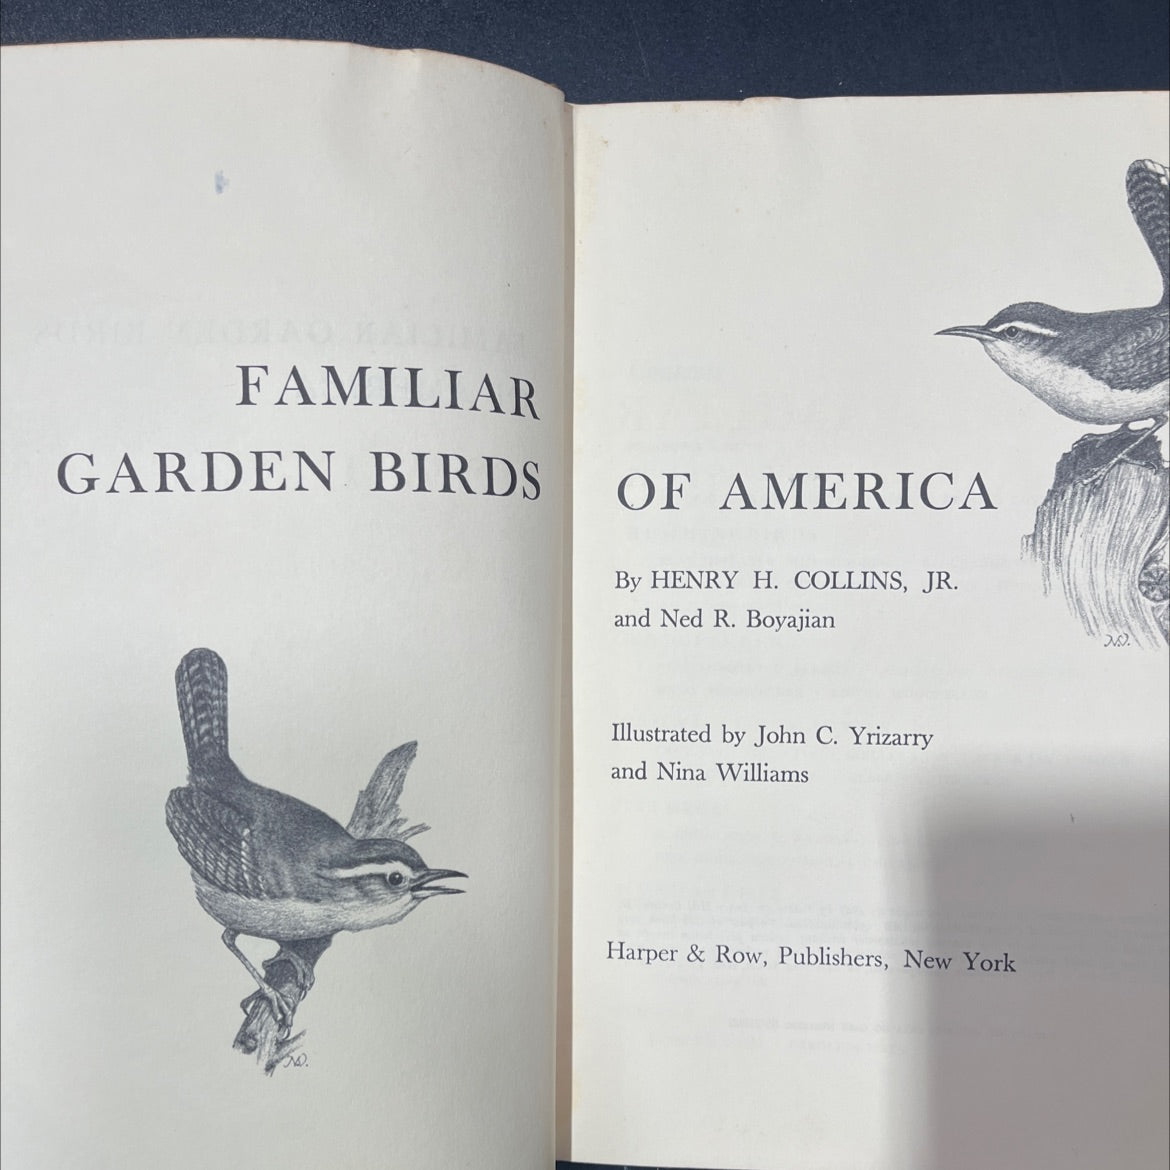 FAMILIAR
GARDEN BIRDS
OF AMERICA
By HENRY H. COLLINS, JR.
and Ned R. Boyajian
Illustrated by John C. Yrizarry
and Nina Williams
Harper & Row, Publishers, New York
N.W.
N.W.